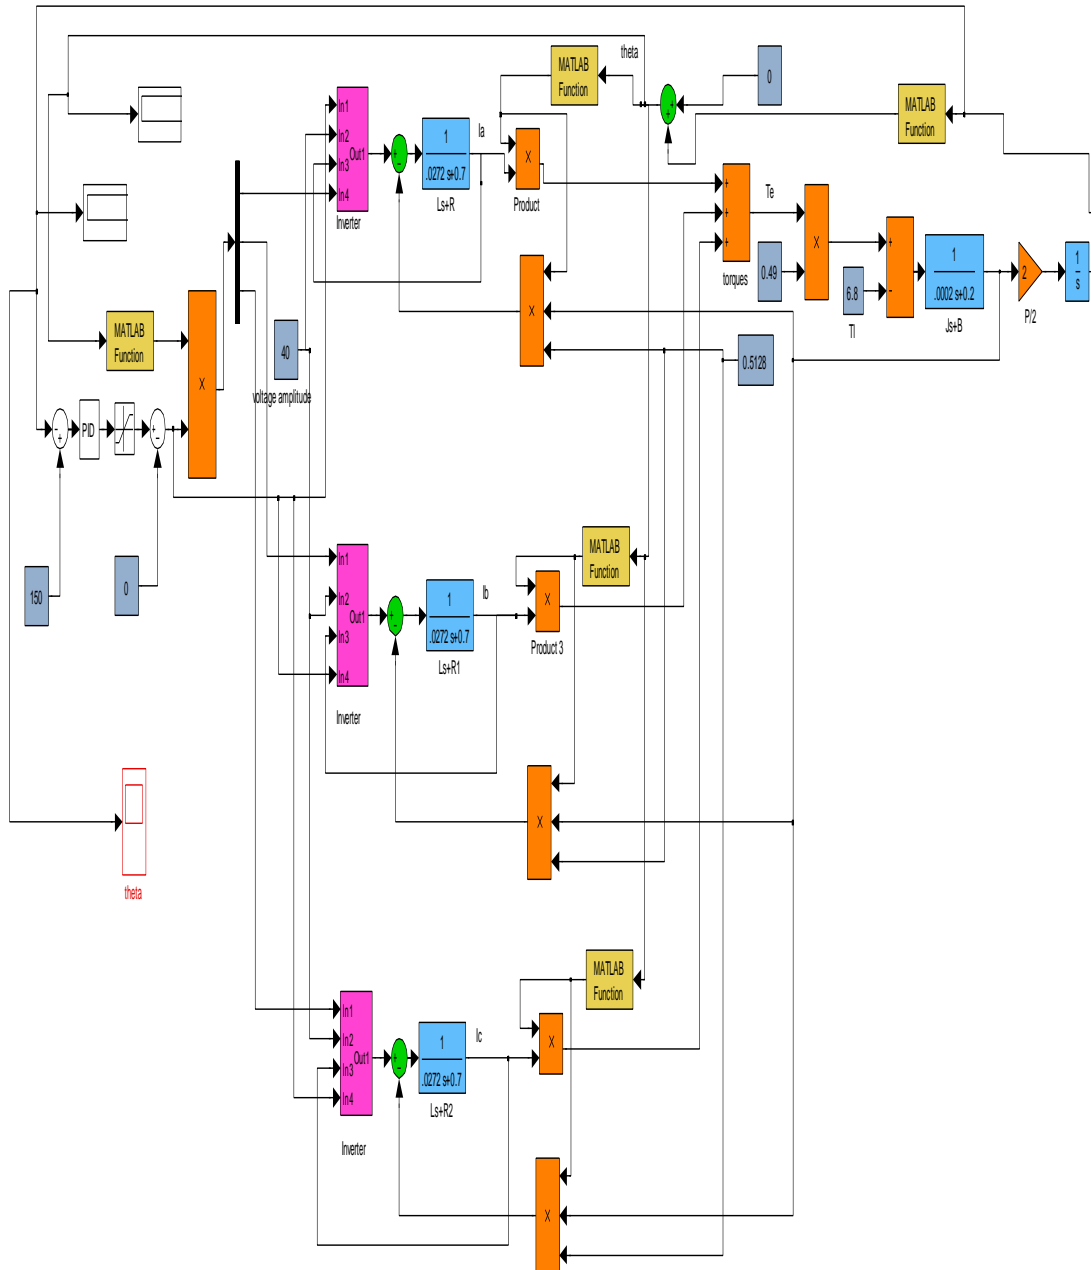 theta
MATLAB
Function
0
MATLAB
Function
In1
In2
Out1
In3
In4
Inverter
+
-
1
.0272 s+0.7
Ls+R
Ia
X
Product
+
+
+
+
+
torques
Te
X
0.49
6.8
Tl
+
-
1
.0002 s+0.2
Js+B
2
P/2
1
s
X
0.5128
MATLAB
Function
X
40
voltage amplitude
-
+
PID
+
-
150
0
In1
In2
Out1
In3
In4
Inverter
+
-
1
.0272 s+0.7
Ls+R1
Ib
X
Product 3
MATLAB
Function
X
theta
MATLAB
Function
In1
In2
Out1
In3
In4
Inverter
+
-
1
.0272 s+0.7
Ls+R2
Ic
X
X